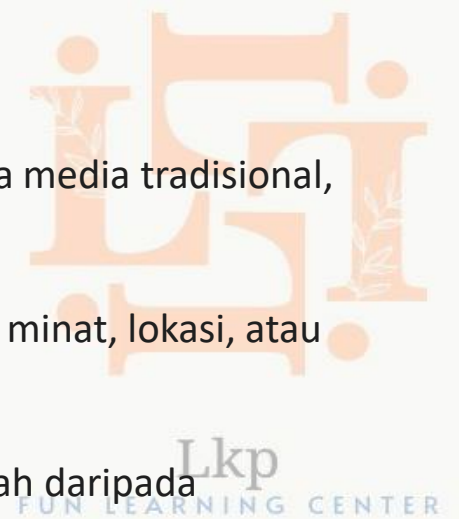 a media tradisional,
minat, lokasi, atau
Lkp
ah daripada
FUN LEARNING CENTER